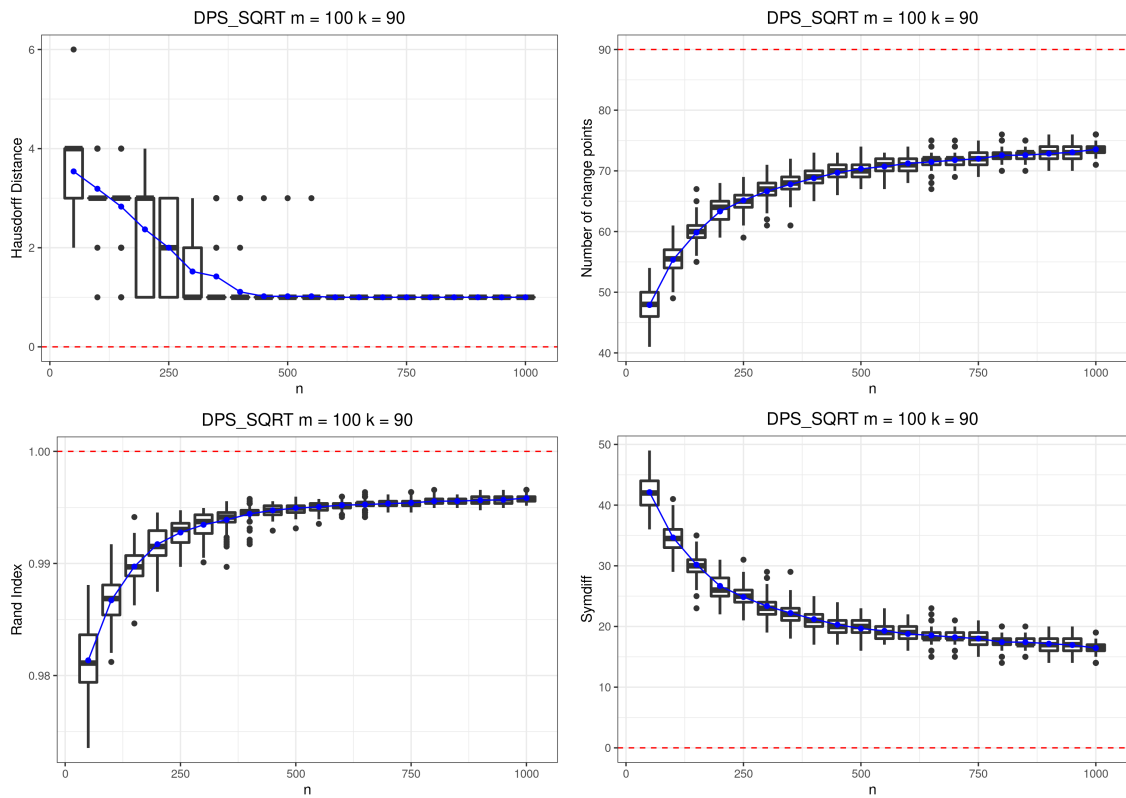 DPS_SQRT m = 100 k = 90
Hausdorff Distance
6
4
2
0
0 250 500 750 1000
n
DPS_SQRT m = 100 k = 90
Number of change points
90
80
70
60
50
40
0 250 500 750 1000
n
DPS_SQRT m = 100 k = 90
Rand Index
1.00
0.99
0.98
0 250 500 750 1000
n
DPS_SQRT m = 100 k = 90
Symdiff
50
40
30
20
10
0
0 250 500 750 1000
n